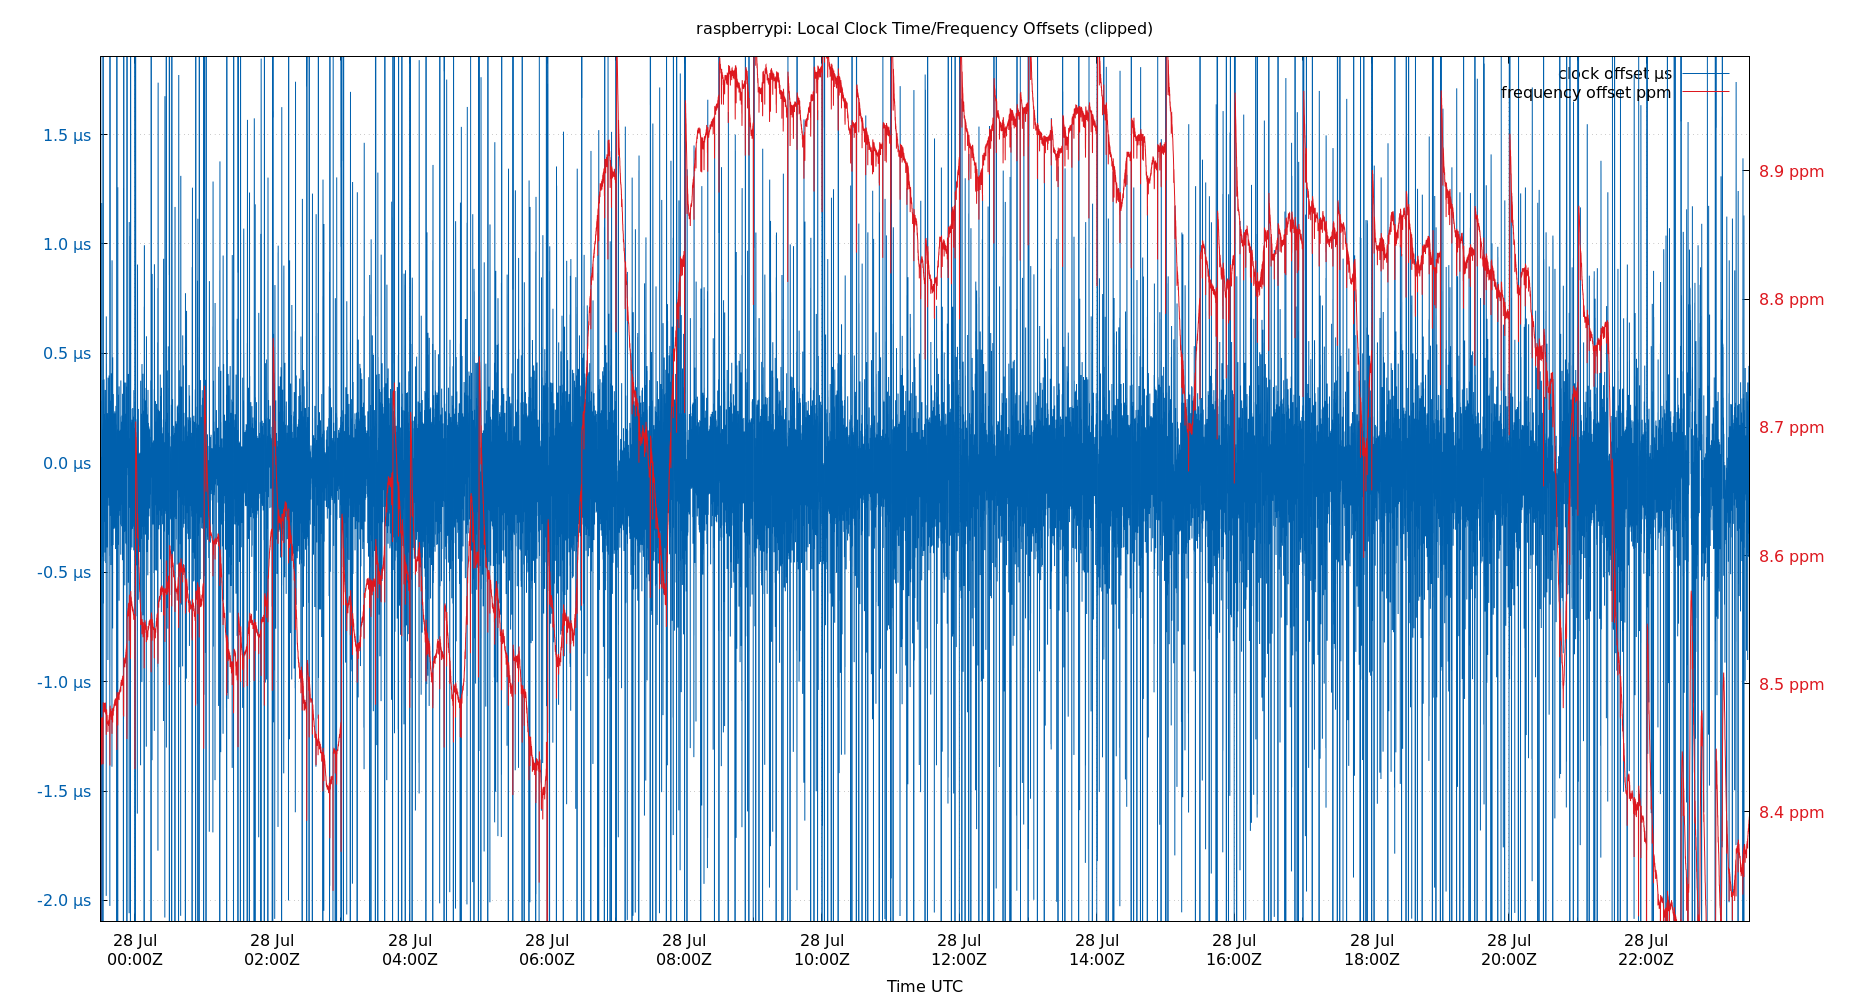 raspberrypi: Local Clock Time/Frequency Offsets (clipped)
clock offset µs
frequency offset ppm
1.5 µs
1.0 µs
0.5 µs
0.0 µs
-0.5 µs
-1.0 µs
-1.5 µs
-2.0 µs
8.9 ppm
8.8 ppm
8.7 ppm
8.6 ppm
8.5 ppm
8.4 ppm
28 Jul 28 Jul 28 Jul 28 Jul 28 Jul 28 Jul 28 Jul 28 Jul 28 Jul 28 Jul 28 Jul 28 Jul
00:00Z 02:00Z 04:00Z 06:00Z 08:00Z 10:00Z 12:00Z 14:00Z 16:00Z 18:00Z 20:00Z 22:00Z
Time UTC